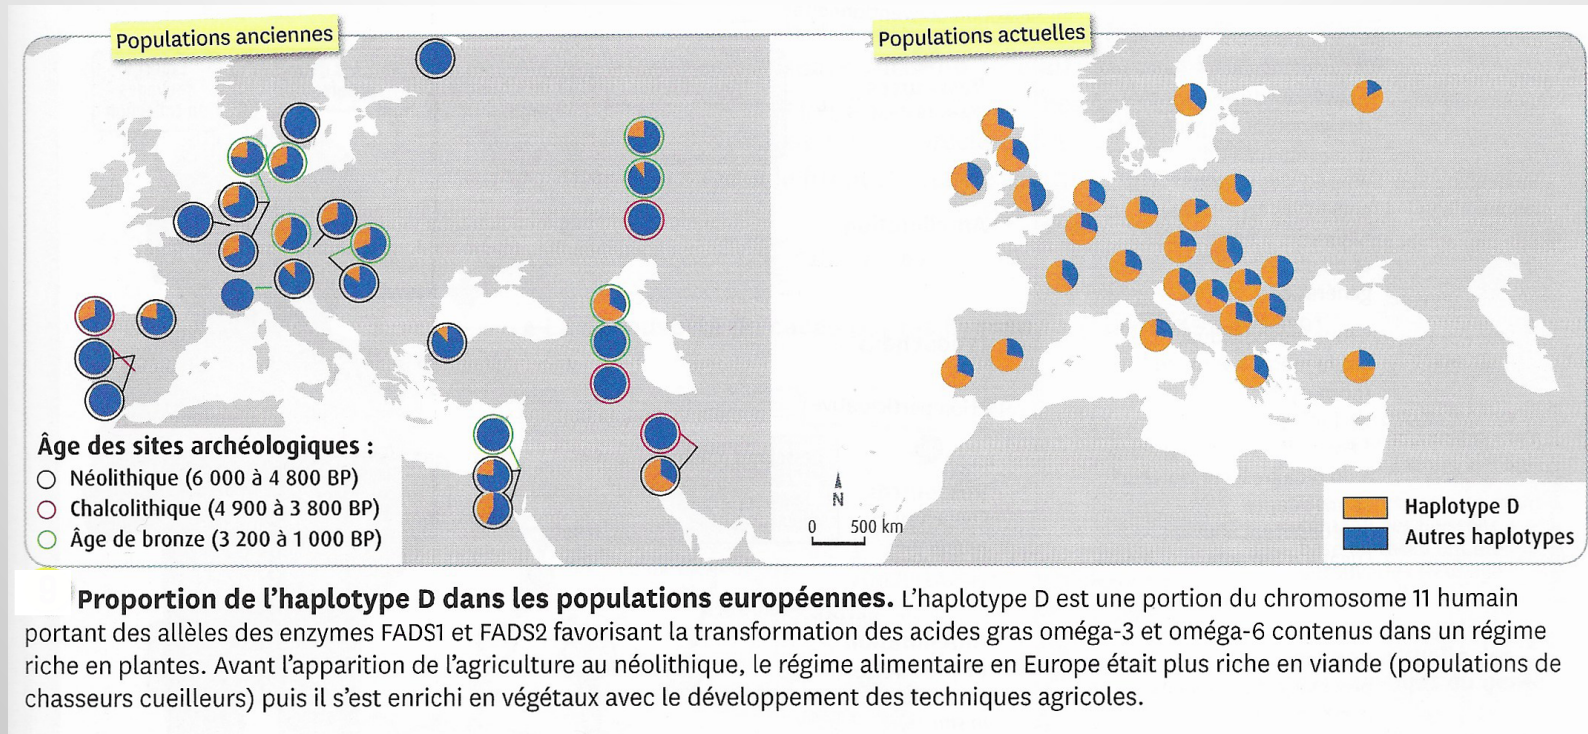 Populations anciennes
Populations actuelles
Âge des sites archéologiques :
Néolithique (6 000 à 4 800 BP)
Chalcolithique (4 900 à 3 800 BP)
Âge de bronze (3 200 à 1 000 BP)
N
0 500 km
Haplotype D
Autres haplotypes
Proportion de l'haplotype D dans les populations européennes. L'haplotype D est une portion du chromosome 11 humain
portant des allèles des enzymes FADS1 et FADS2 favorisant la transformation des acides gras oméga-3 et oméga-6 contenus dans un régime
riche en plantes. Avant l'apparition de l'agriculture au néolithique, le régime alimentaire en Europe était plus riche en viande (populations de
chasseurs cueilleurs) puis il s'est enrichi en végétaux avec le développement des techniques agricoles.